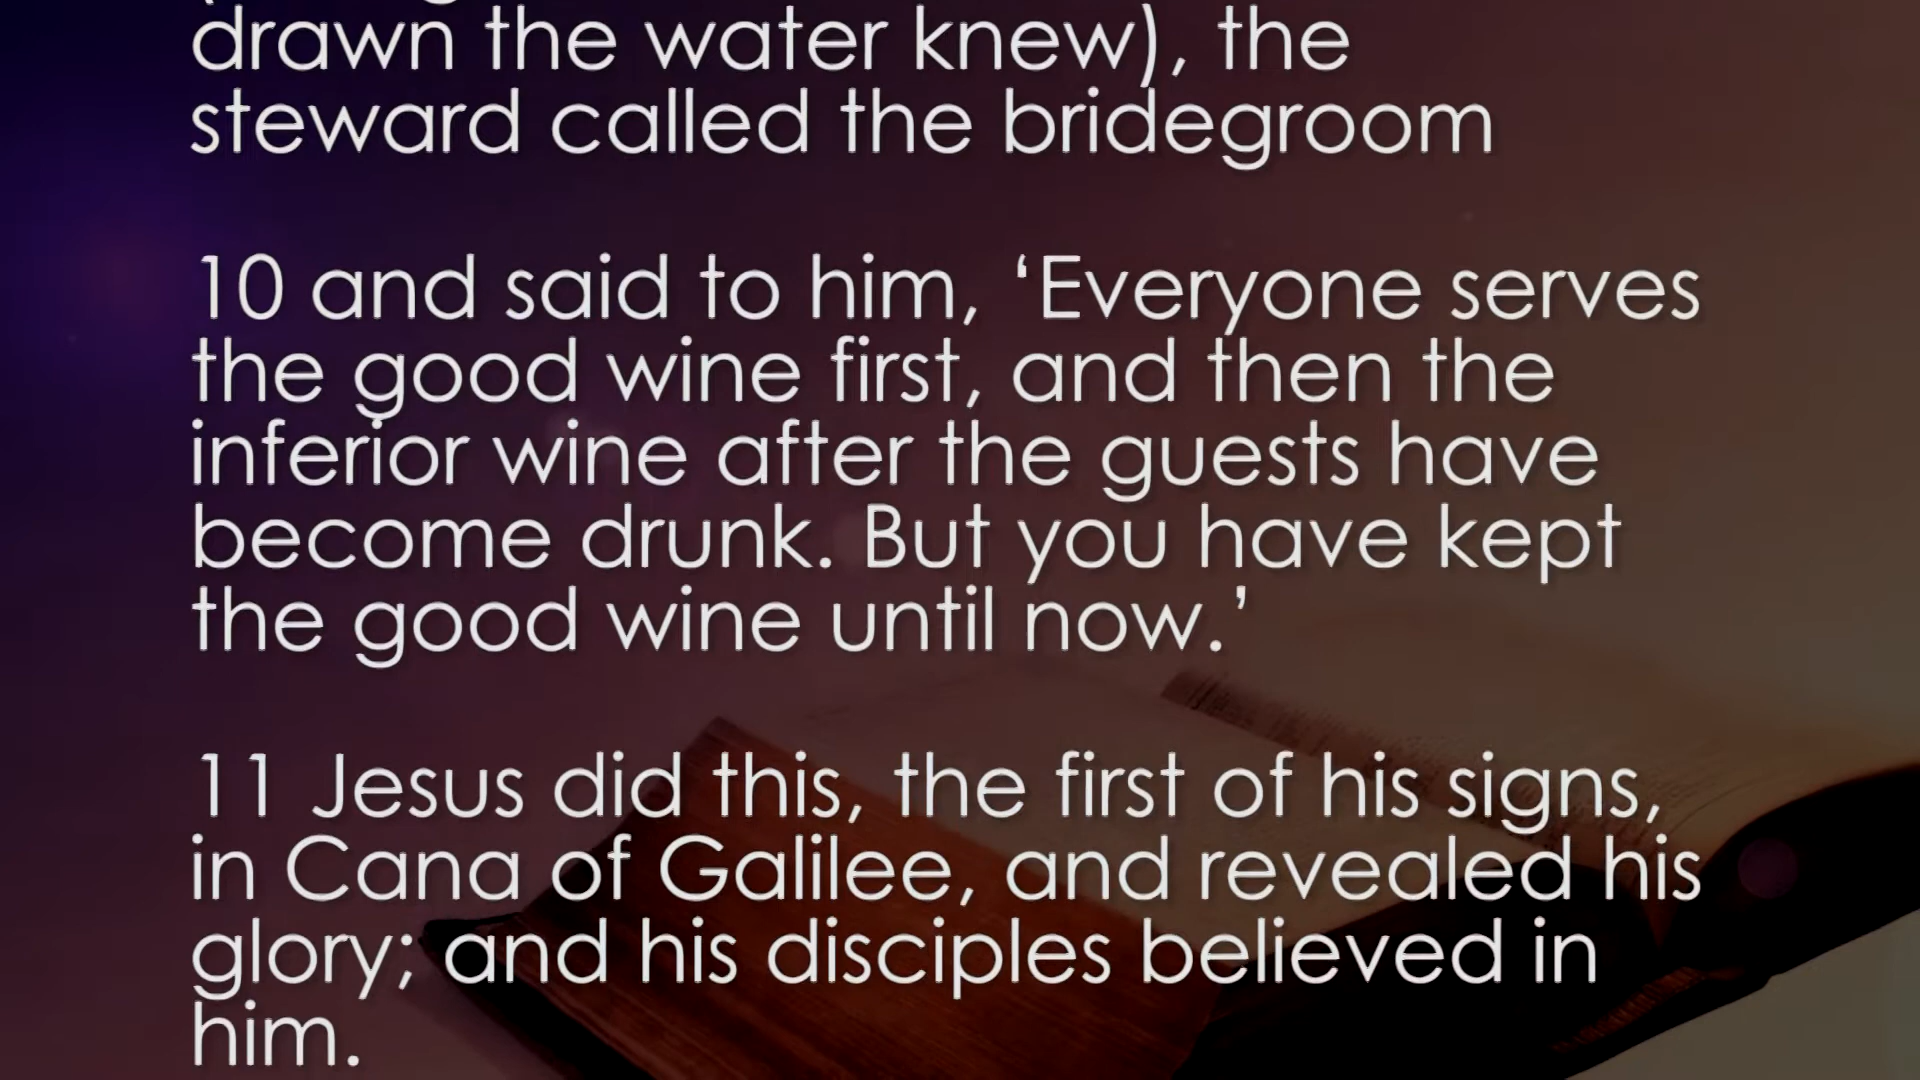 drawn the water knew), the
steward called the bridegroom
10 and said to him, ‘Everyone serves
the good wine first, and then the
inferior wine after the guests have
become drunk. But you have kept
the good wine until now.’
11 Jesus did this, the first of his signs,
in Cana of Galilee, and revealed his
glory; and his disciples believed in
him.